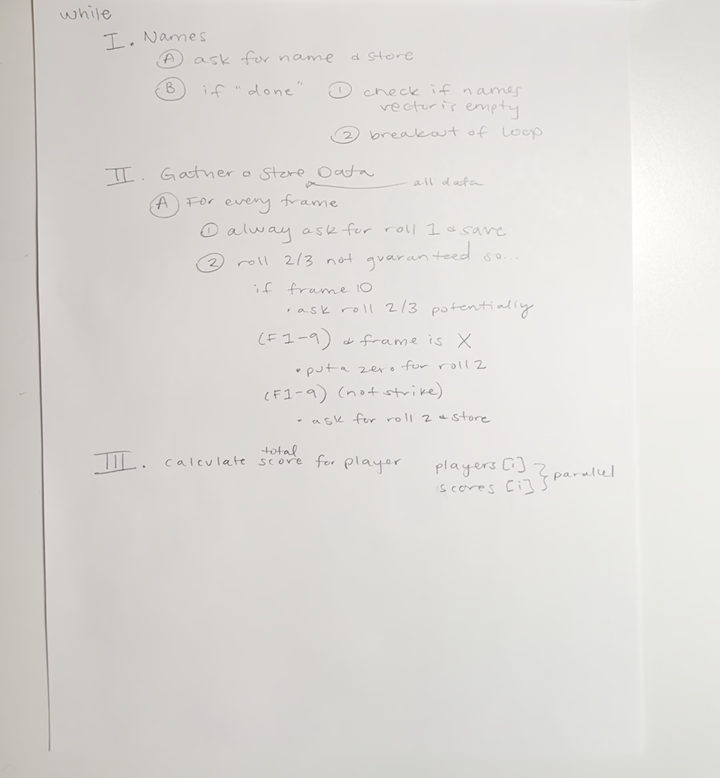 while
I. Names
(A) ask for name & store
(B) if "done" (1) check if names
vector is empty
(2) breakout of loop
II. Gather & Store Data
all data
(A) For every frame
(1) alway ask for roll 1 & save
(2) roll 2/3 not guaranteed so...
if frame 10
• ask roll 2/3 potentially
(F1-9) & frame is X
• put a zero for roll 2
(F1-9) (not strike)
• ask for roll 2 & store
III. calculate total score for player players [i] } parallel
scores [i]